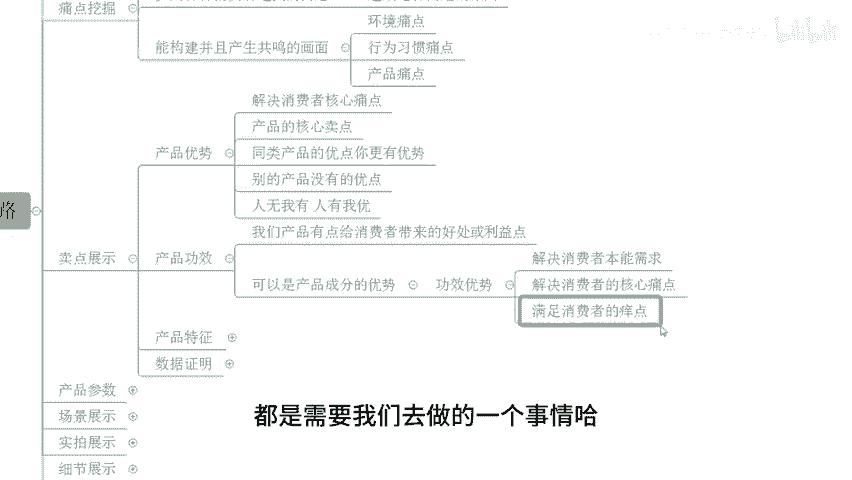 痛点挖掘
环境痛点
能构建并且产生共鸣的画面
行为习惯痛点
产品痛点
解决消费者核心痛点
产品的核心卖点
产品优势
同类产品的优点你更有优势
别的产品没有的优点
人无我有 人有我优
我们产品有点给消费者带来的好处或利益点
卖点展示
产品功效
解决消费者本能需求
可以是产品成分的优势
功效优势
解决消费者的核心痛点
满足消费者的痒点
产品特征
数据证明
产品参数
场景展示
实拍展示
细节展示
都是需要我们去做的一个事情哈
bilibili